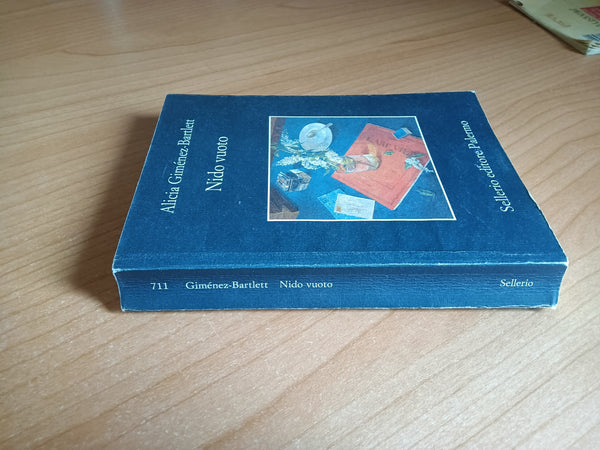 Alicia Giménez-Bartlett
Nido vuoto
Sellerio editore Palermo
711 Giménez-Bartlett Nido vuoto Sellerio